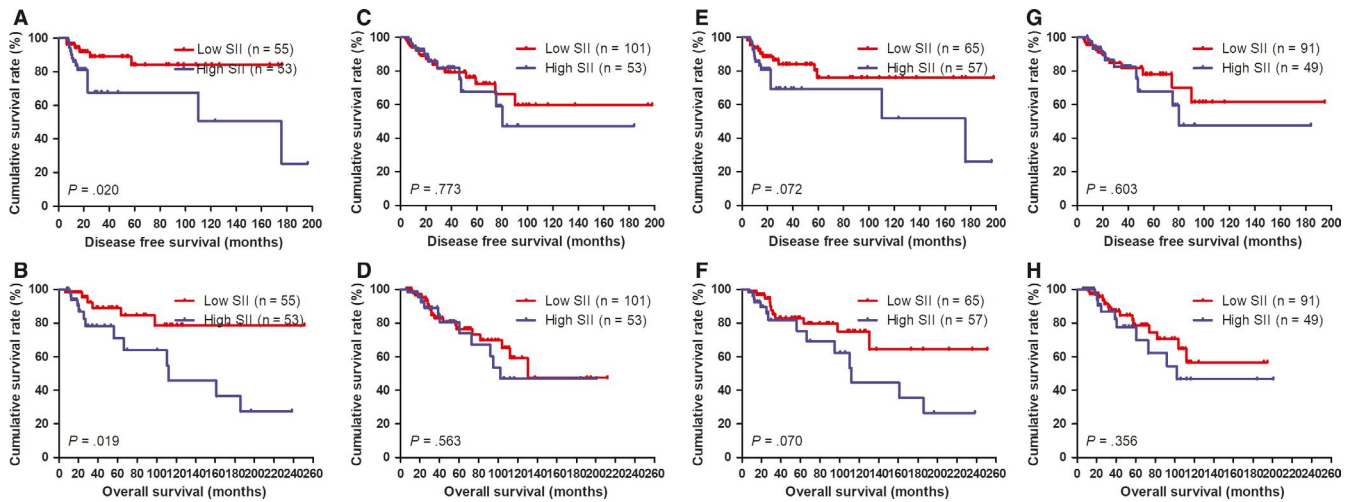 A
Cumulative survival rate (%)
100
80
60
40
20
0
Low SII (n = 55)
High SII (n = 53)
P = .020
0 20 40 60 80 100 120 140 160 180 200
Disease free survival (months)
C
Cumulative survival rate (%)
100
80
60
40
20
0
Low SII (n = 101)
High SII (n = 53)
P = .773
0 20 40 60 80 100 120 140 160 180 200
Disease free survival (months)
E
Cumulative survival rate (%)
100
80
60
40
20
0
Low SII (n = 65)
High SII (n = 57)
P = .072
0 20 40 60 80 100 120 140 160 180 200
Disease free survival (months)
G
Cumulative survival rate (%)
100
80
60
40
20
0
Low SII (n = 91)
High SII (n = 49)
P = .603
0 20 40 60 80 100 120 140 160 180 200
Disease free survival (months)
B
Cumulative survival rate (%)
100
80
60
40
20
0
Low SII (n = 55)
High SII (n = 53)
P = .019
0 20 40 60 80 100 120 140 160 180 200 220 240 260
Overall survival (months)
D
Cumulative survival rate (%)
100
80
60
40
20
0
Low SII (n = 101)
High SII (n = 53)
P = .563
0 20 40 60 80 100 120 140 160 180 200 220 240 260
Overall survival (months)
F
Cumulative survival rate (%)
100
80
60
40
20
0
Low SII (n = 65)
High SII (n = 57)
P = .070
0 20 40 60 80 100 120 140 160 180 200 220 240 260
Overall survival (months)
H
Cumulative survival rate (%)
100
80
60
40
20
0
Low SII (n = 91)
High SII (n = 49)
P = .356
0 20 40 60 80 100 120 140 160 180 200 220 240 260
Overall survival (months)